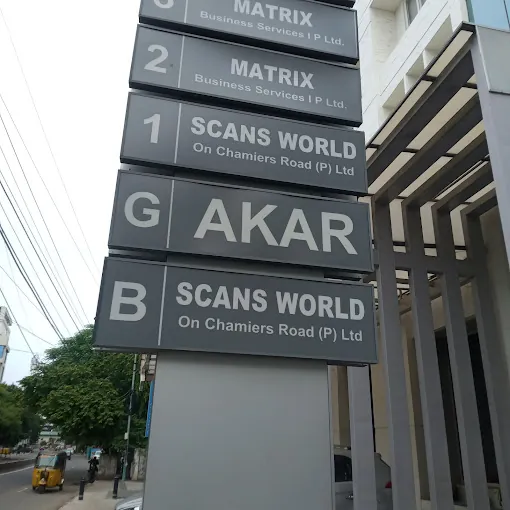 3
MATRIX
Business Services I P Ltd.
2
MATRIX
Business Services I P Ltd.
1
SCANS WORLD
On Chamiers Road (P) Ltd
G
AKAR
B
SCANS WORLD
On Chamiers Road (P) Ltd